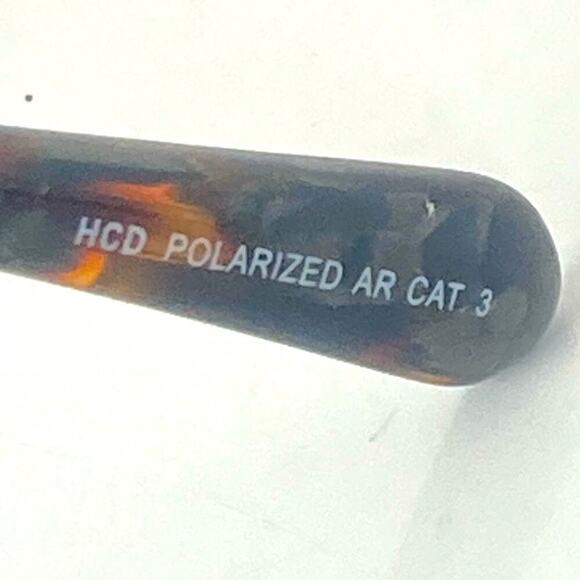 HCD POLARIZED AR CAT. 3